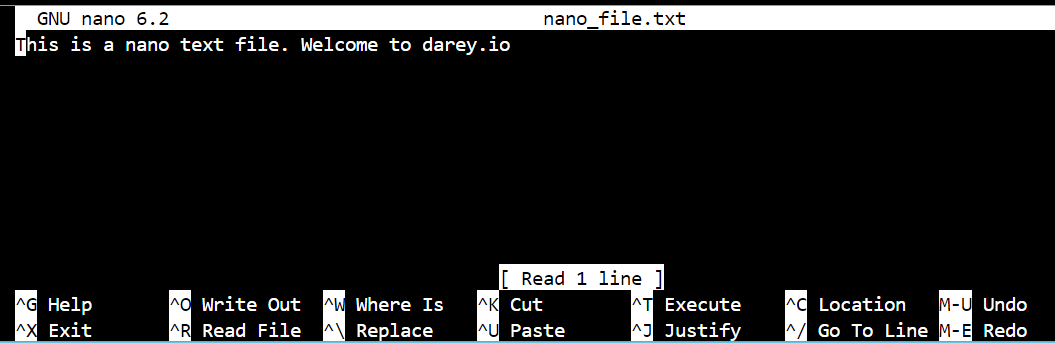 GNU nano 6.2 nano_file.txt
This is a nano text file. Welcome to darey.io
[ Read 1 line ]
^G Help ^O Write Out ^W Where Is ^K Cut ^T Execute ^C Location M-U Undo
^X Exit ^R Read File ^\ Replace ^U Paste ^J Justify ^/ Go To Line M-E Redo